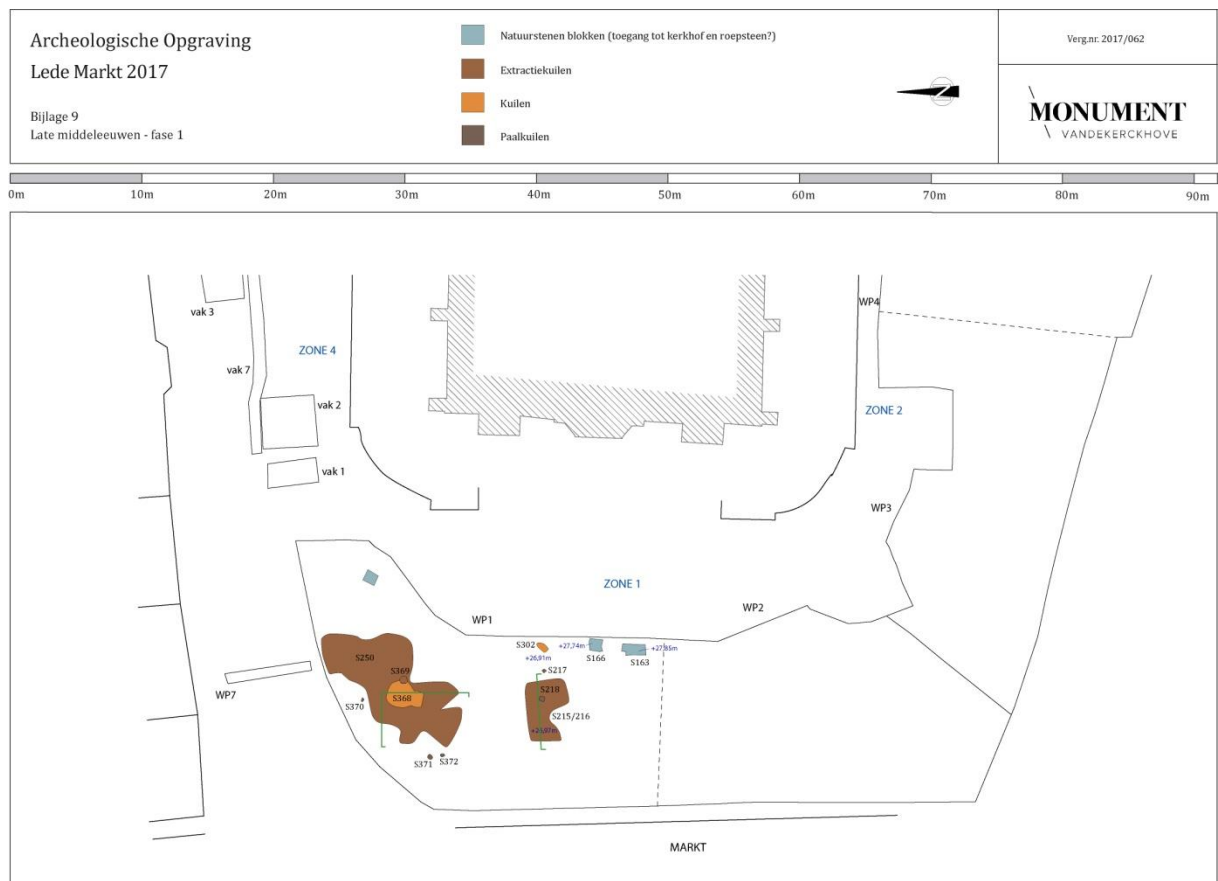 Archeologische Opgraving
Lede Markt 2017
Bijlage 9
Late middeleeuwen - fase 1
Natuurstenen blokken (toegang tot kerkhof en roepsteen?)
Extractiekuilen
Kuilen
Paalkuilen
Z
Verg.nr. 2017/062
MONUMENT
VANDEKERCKHOVE
0m 10m 20m 30m 40m 50m 60m 70m 80m 90m
vak 3
WP4
ZONE 4
vak 7
vak 2
ZONE 2
vak 1
WP3
ZONE 1
WP1
WP2
S302
+27,74m
+26,91m
S166
S163
S250
S217
S369
WP7
S368
S218
S370
S215/216
S371
S372
MARKT